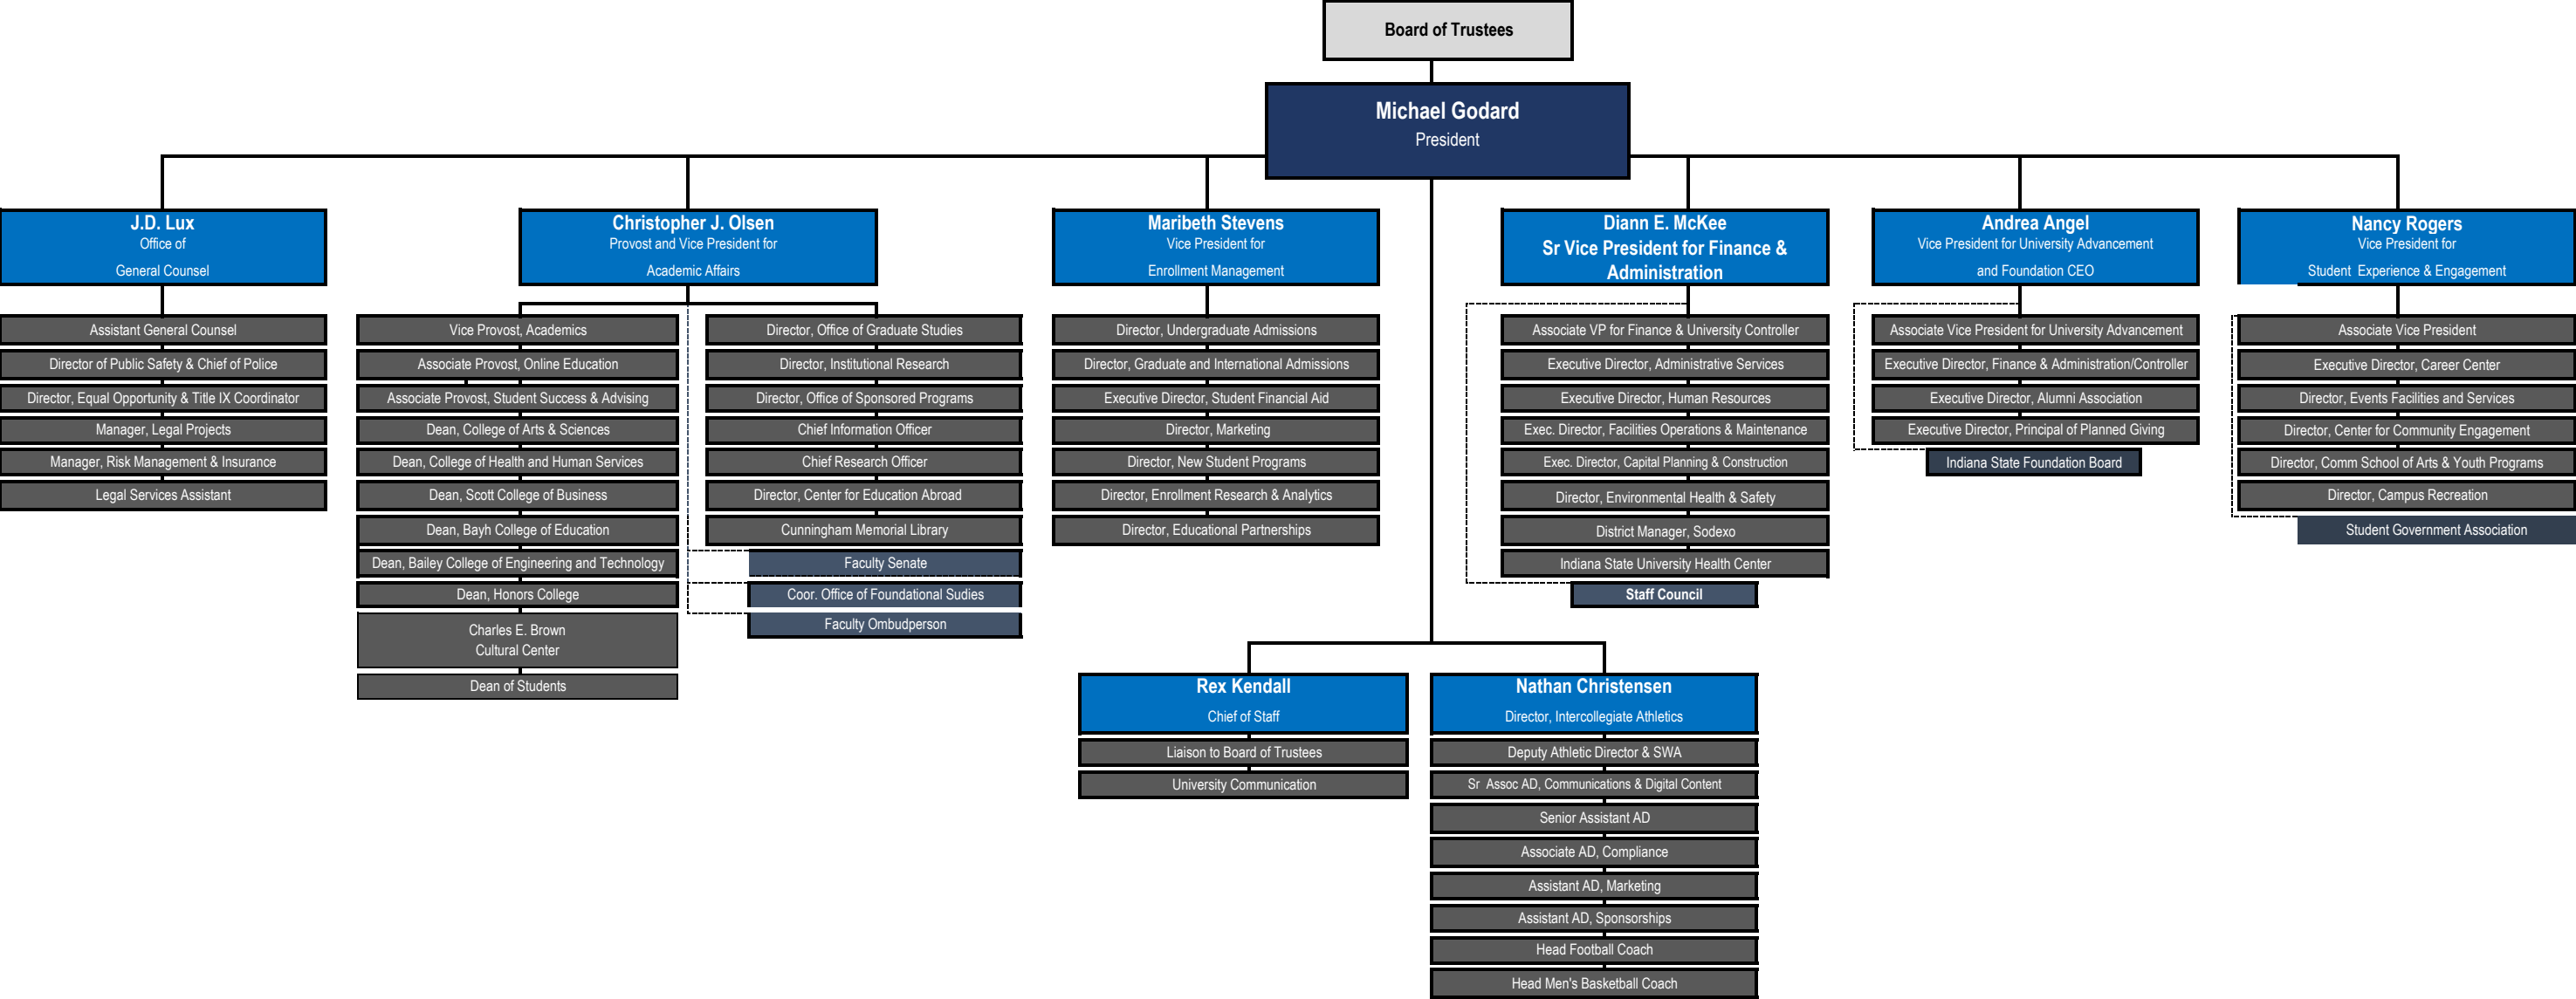 Board of Trustees
Michael Godard
President
J.D. Lux
Office of
General Counsel
Assistant General Counsel
Director of Public Safety & Chief of Police
Director, Equal Opportunity & Title IX Coordinator
Manager, Legal Projects
Manager, Risk Management & Insurance
Legal Services Assistant
Christopher J. Olsen
Provost and Vice President for
Academic Affairs
Vice Provost, Academics
Associate Provost, Online Education
Associate Provost, Student Success & Advising
Dean, College of Arts & Sciences
Dean, College of Health and Human Services
Dean, Scott College of Business
Dean, Bayh College of Education
Dean, Bailey College of Engineering and Technology
Dean, Honors College
Charles E. Brown
Cultural Center
Dean of Students
Director, Office of Graduate Studies
Director, Institutional Research
Director, Office of Sponsored Programs
Chief Information Officer
Chief Research Officer
Director, Center for Education Abroad
Cunningham Memorial Library
Faculty Senate
Coor. Office of Foundational Sudies
Faculty Ombudperson
Maribeth Stevens
Vice President for
Enrollment Management
Director, Undergraduate Admissions
Director, Graduate and International Admissions
Executive Director, Student Financial Aid
Director, Marketing
Director, New Student Programs
Director, Enrollment Research & Analytics
Director, Educational Partnerships
Diann E. McKee
Sr Vice President for Finance &
Administration
Associate VP for Finance & University Controller
Executive Director, Administrative Services
Executive Director, Human Resources
Exec. Director, Facilities Operations & Maintenance
Exec. Director, Capital Planning & Construction
Director, Environmental Health & Safety
District Manager, Sodexo
Indiana State University Health Center
Staff Council
Andrea Angel
Vice President for University Advancement
and Foundation CEO
Associate Vice President for University Advancement
Executive Director, Finance & Administration/Controller
Executive Director, Alumni Association
Executive Director, Principal of Planned Giving
Indiana State Foundation Board
Nancy Rogers
Vice President for
Student Experience & Engagement
Associate Vice President
Executive Director, Career Center
Director, Events Facilities and Services
Director, Center for Community Engagement
Director, Comm School of Arts & Youth Programs
Director, Campus Recreation
Student Government Association
Rex Kendall
Chief of Staff
Liaison to Board of Trustees
University Communication
Nathan Christensen
Director, Intercollegiate Athletics
Deputy Athletic Director & SWA
Sr Assoc AD, Communications & Digital Content
Senior Assistant AD
Associate AD, Compliance
Assistant AD, Marketing
Assistant AD, Sponsorships
Head Football Coach
Head Men's Basketball Coach